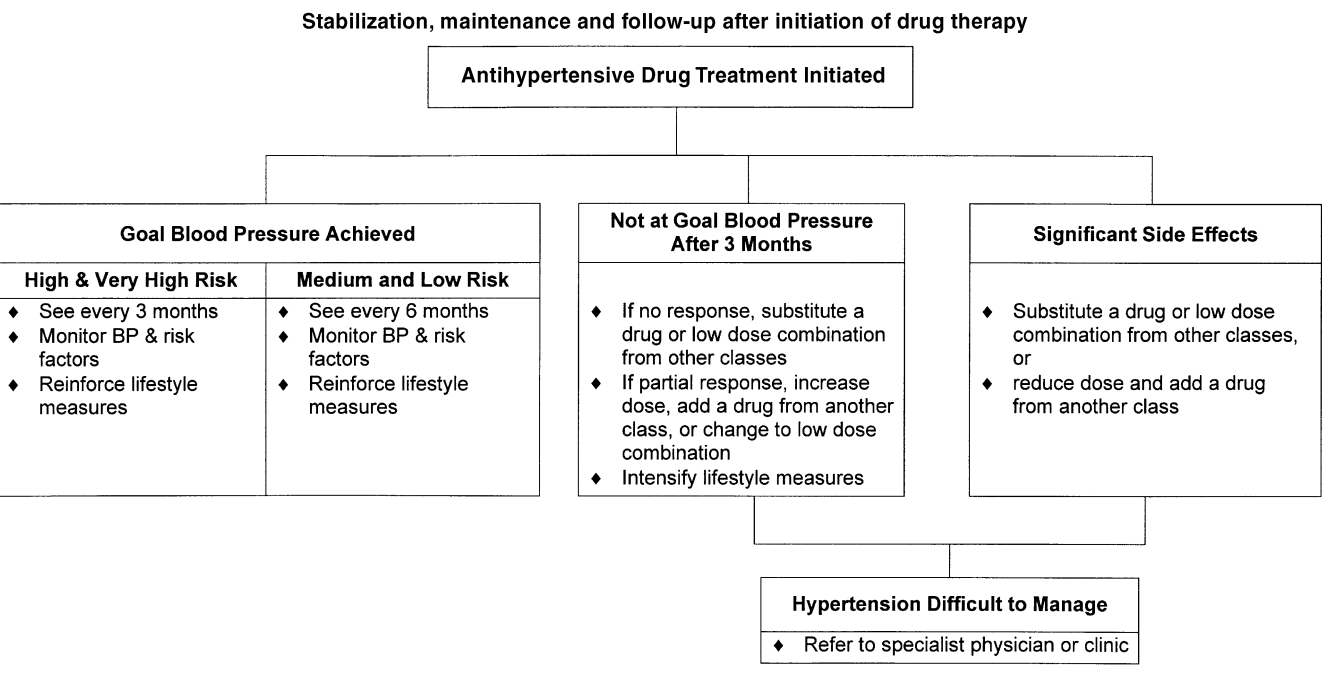 Stabilization, maintenance and follow-up after initiation of drug therapy
Antihypertensive Drug Treatment Initiated
Goal Blood Pressure Achieved
High & Very High Risk
♦ See every 3 months
♦ Monitor BP & risk
factors
♦ Reinforce lifestyle
measures
Medium and Low Risk
♦ See every 6 months
♦ Monitor BP & risk
factors
♦ Reinforce lifestyle
measures
Not at Goal Blood Pressure
After 3 Months
♦ If no response, substitute a
drug or low dose combination
from other classes
♦ If partial response, increase
dose, add a drug from another
class, or change to low dose
combination
♦ Intensify lifestyle measures
Significant Side Effects
♦ Substitute a drug or low dose
combination from other classes,
or
♦ reduce dose and add a drug
from another class
Hypertension Difficult to Manage
♦ Refer to specialist physician or clinic